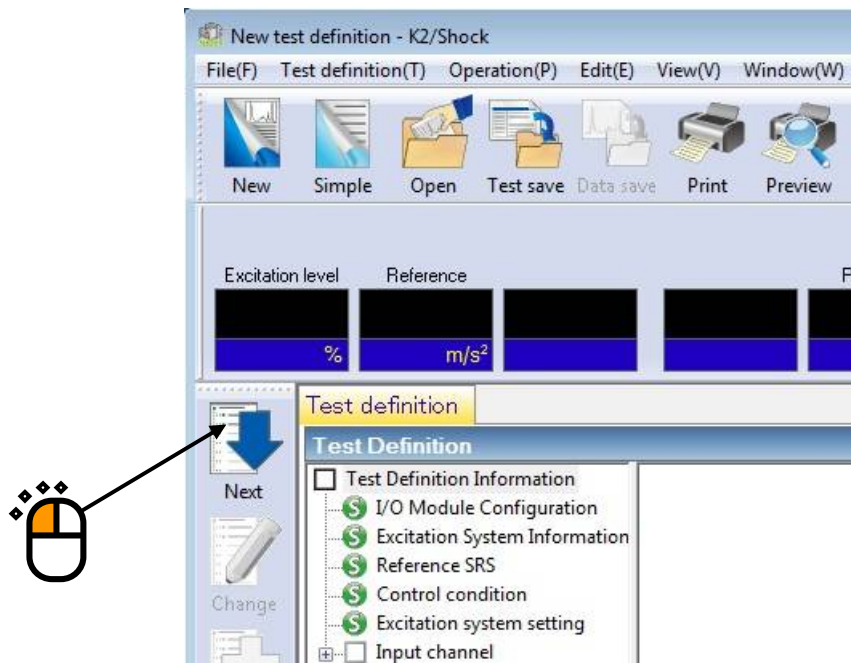 New test definition - K2/Shock
File(F) Test definition(T) Operation(P) Edit(E) View(V) Window(W)
New Simple Open Test save Data save Print Preview
Excitation level Reference P
% m/s²
Test definition
Test Definition
Next
Change
Test Definition Information
I/O Module Configuration
Excitation System Information
Reference SRS
Control condition
Excitation system setting
Input channel